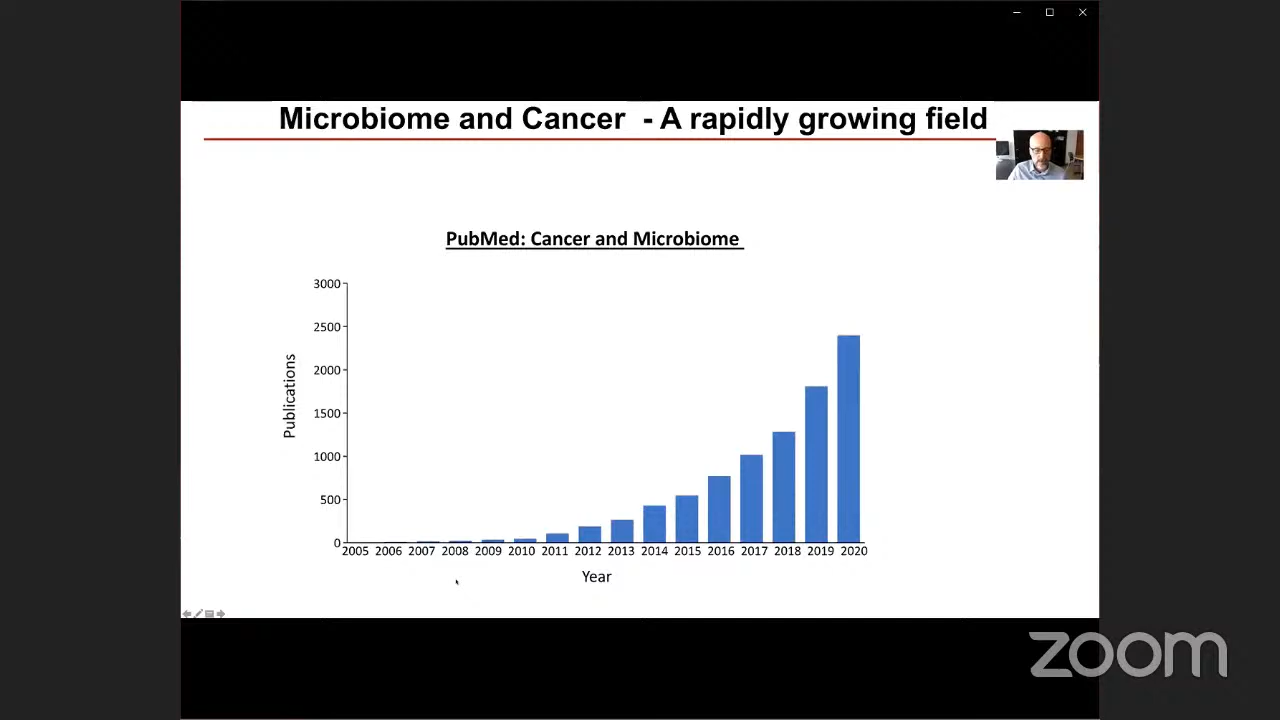 Microbiome and Cancer - A rapidly growing field
PubMed: Cancer and Microbiome
3000
2500
2000
1500
1000
500
0
Publications
2005 2006 2007 2008 2009 2010 2011 2012 2013 2014 2015 2016 2017 2018 2019 2020
Year
zoom